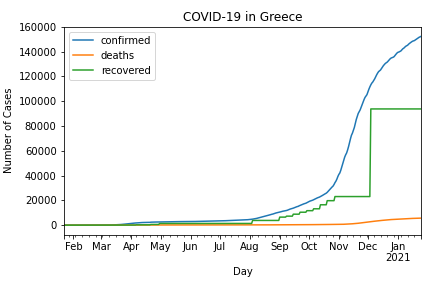 COVID-19 in Greece
confirmed
deaths
recovered
Number of Cases
160000
140000
120000
100000
80000
60000
40000
20000
0
Feb Mar Apr May Jun Jul Aug Sep Oct Nov Dec Jan
2021
Day